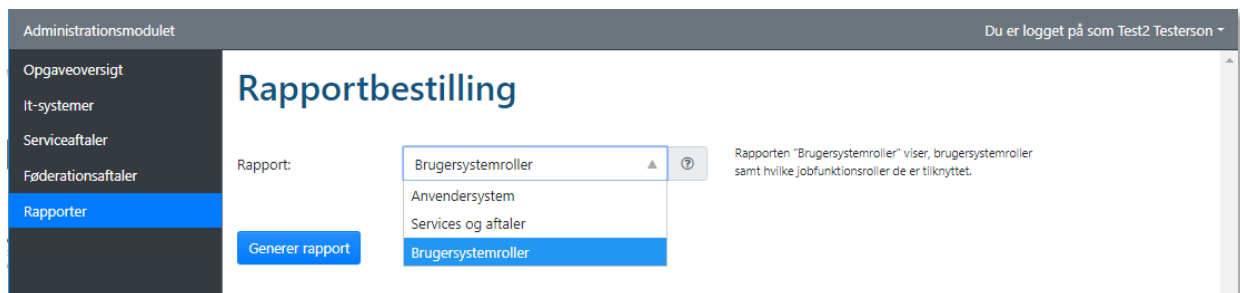 Administrationsmodulet
Du er logget på som Test2 Testerson
Opgaveoversigt
It-systemer
Serviceaftaler
Føderationsaftaler
Rapporter
Rapportbestilling
Rapport:
Brugersystemroller
Anvendersystem
Services og aftaler
Brugersystemroller
Rapporten "Brugersystemroller" viser, brugersystemroller
samt hvilke jobfunktionsroller de er tilknyttet.
Generer rapport